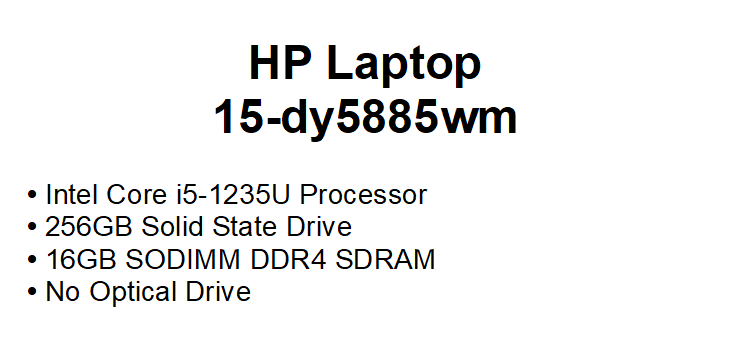 HP Laptop
15-dy5885wm
• Intel Core i5-1235U Processor
• 256GB Solid State Drive
• 16GB SODIMM DDR4 SDRAM
• No Optical Drive